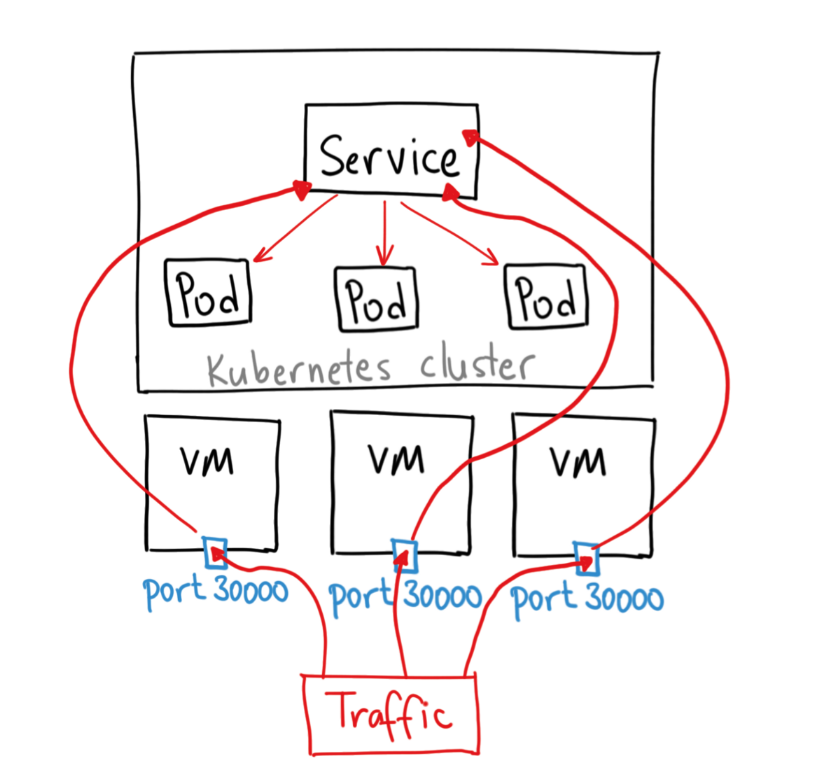 Service
Pod
Pod
Pod
Kubernetes cluster
VM
VM
VM
port 30000
port 30000
port 30000
Traffic